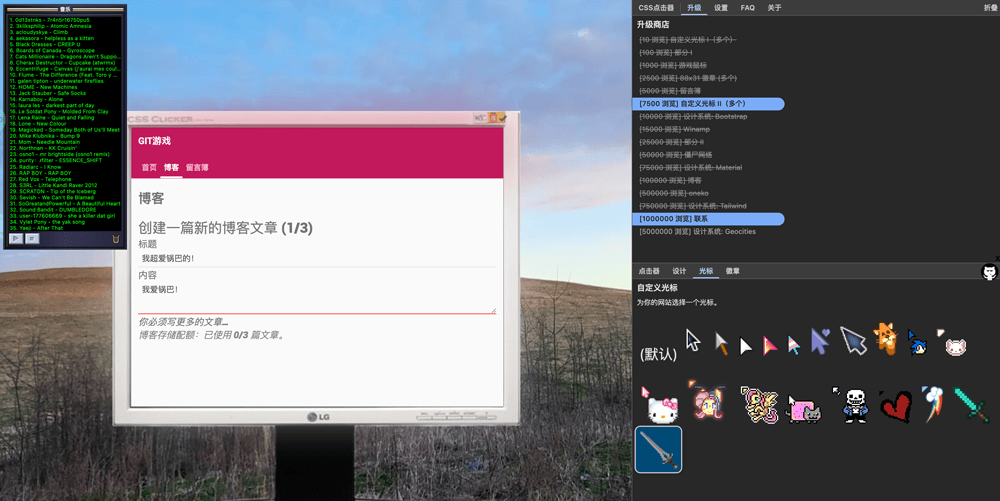 音乐
1. 0d13stnks - 7r4n5r16750pu5
2. 3kliksphilip - Atomic Amnesia
3. acloudyskye - Climb
4. aekasora - helpless as a kitten
5. Black Dresses - CREEP U
6. Boards of Canada - Gyroscope
7. Cats Millionaire - Dragons Aren't Suppo...
8. Cherax Destructor - Cupcake (atwrmx)
9. Eccentrifuge - Canvas (j'aurai mes coul...
10. Flume - The Difference (Feat. Toro y ...
11. galen tipton - underwater fireflies
12. HOME - New Machines
13. Jack Stauber - Safe Socks
14. Karnaboy - Alone
15. laura les - darkest part of day
16. Le Soldat Pony - Molded From Clay
17. Lena Raine - Quiet and Falling
18. Lone - New Colour
19. Magicked - Someday Both of Us'll Meet
20. Mike Klubnika - Bump 9
21. Mom - Needle Mountain
22. Northnen - KK Cruisin'
23. osno1 - mr brightside (osno1 remix)
24. purity//filter - ESSENCE_SHIFT
25. Radiarc - I Know
26. RAP BOY - RAP BOY
27. Red Vox - Telephone
28. S3RL - Little Kandi Raver 2012
29. SCRATON - Tip of the Iceberg
30. Sewish - We Can't Be Blamed
31. SoGreatandPowerful - A Beautiful Heart
32. Sound Bandit - DUMBLEDORE
33. user-177606669 - she a killer dat girl
34. Vylet Pony - the yak song
35. Yaeji - After That
CSS CLICKER
GIT游戏
首页 博客 留言簿
博客
创建一篇新的博客文章 (1/3)
标题
我超爱锅巴的！
内容
我爱锅巴！
你必须写更多的文章...
博客存储配额：已使用 0/3 篇文章。
LG
CSS点击器 升级 设置 FAQ 关于 折叠
升级商店
[10 浏览] 自定义光标 I（多个）
[100 浏览] 部分 I
[1000 浏览] 游戏鼠标
[2500 浏览] 88x31 徽章 (多个)
[5000 浏览] 留言簿
[7500 浏览] 自定义光标 II（多个）
[10000 浏览] 设计系统: Bootstrap
[15000 浏览] Winamp
[25000 浏览] 部分 II
[50000 浏览] 僵尸网络
[75000 浏览] 设计系统: Material
[100000 浏览] 博客
[500000 浏览] oneko
[750000 浏览] 设计系统: Tailwind
[1000000 浏览] 联系
[5000000 浏览] 设计系统: Geocities
点击器 设计 光标 徽章
自定义光标
为你的网站选择一个光标。
(默认)